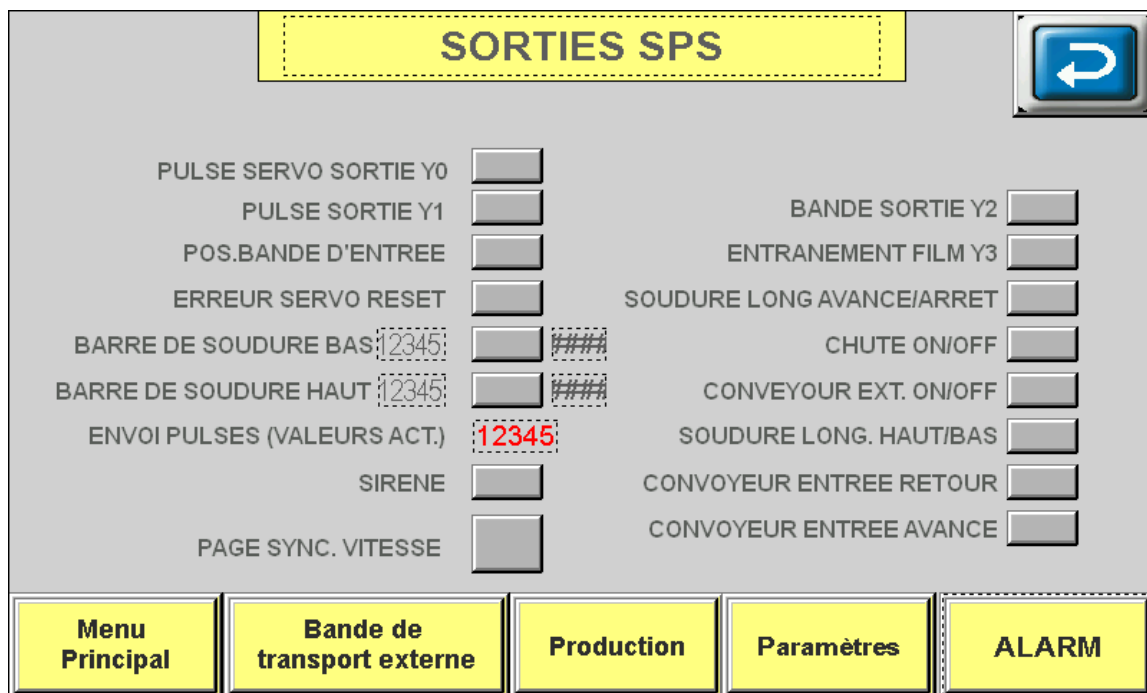 SORTIES SPS
PULSE SERVO SORTIE Y0
PULSE SORTIE Y1
POS.BANDE D'ENTREE
ERREUR SERVO RESET
BARRE DE SOUDURE BAS 12345 ####
BARRE DE SOUDURE HAUT 12345 ####
ENVOI PULSES (VALEURS ACT.) 12345
SIRENE
PAGE SYNC. VITESSE
BANDE SORTIE Y2
ENTRANEMENT FILM Y3
SOUDURE LONG AVANCE/ARRET
CHUTE ON/OFF
CONVEYOUR EXT. ON/OFF
SOUDURE LONG. HAUT/BAS
CONVOYEUR ENTREE RETOUR
CONVOYEUR ENTREE AVANCE
Menu
Principal
Bande de
transport externe
Production
Paramètres
ALARM